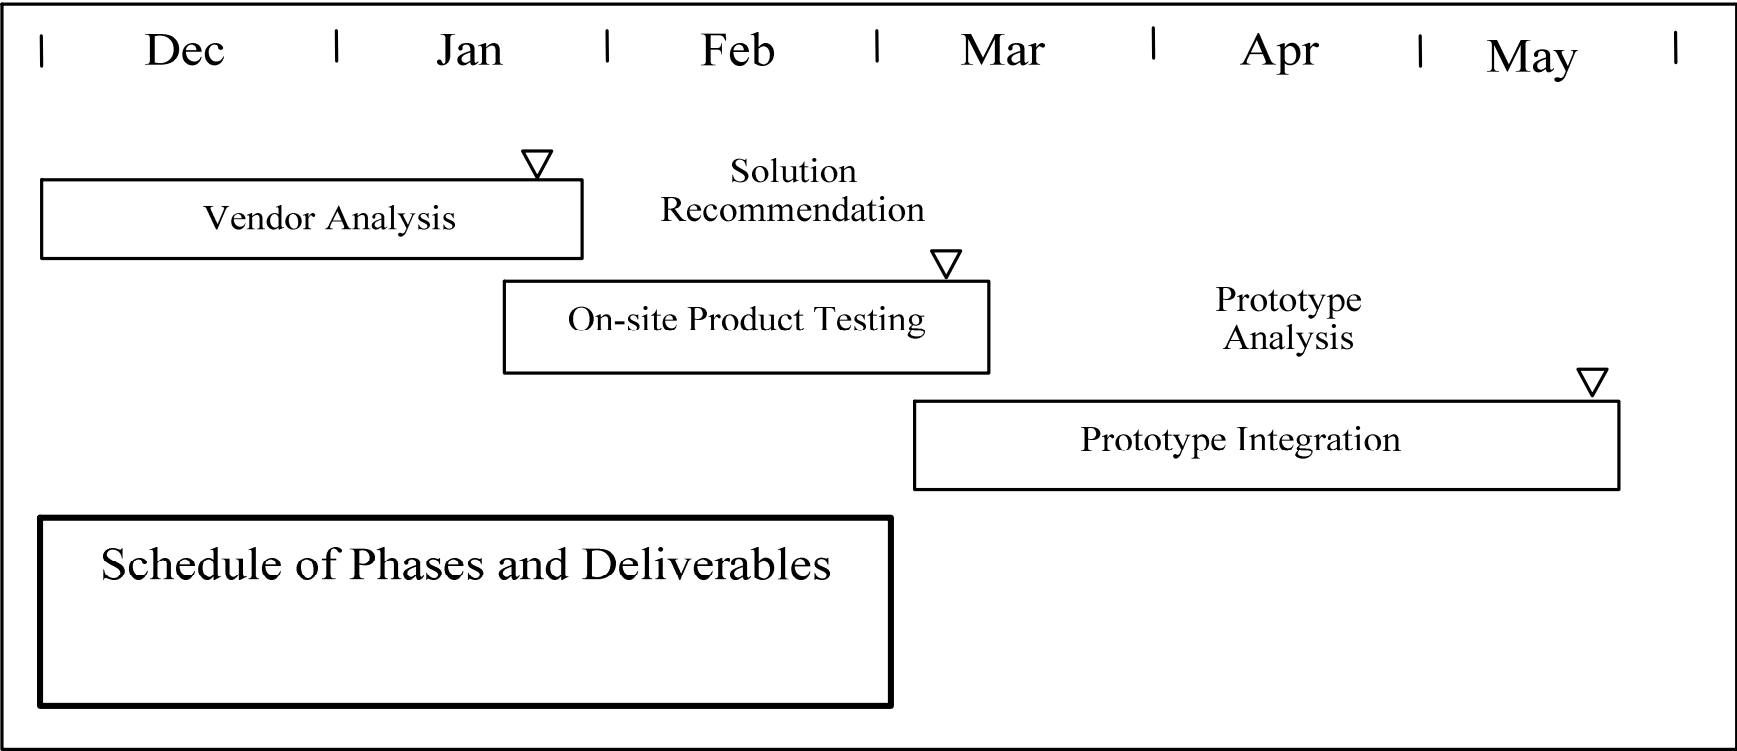 Dec Jan Feb Mar Apr May
Solution
Recommendation
Vendor Analysis
On-site Product Testing
Prototype
Analysis
Prototype Integration
Schedule of Phases and Deliverables